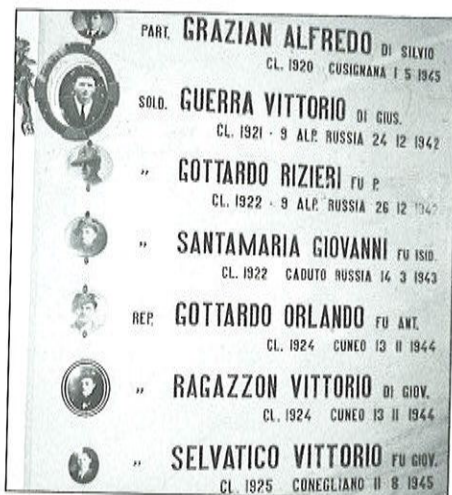 PART. GRAZIAN ALFREDO DI SILVIO
CL. 1920 CUSIGNANA 1 5 1945
SOLD. GUERRA VITTORIO DI GIUS.
CL. 1921 - 9 ALP. RUSSIA 24 12 1942
" GOTTARDO RIZIERI FU P.
CL. 1922 - 9 ALP. RUSSIA 26 12 1942
" SANTAMARIA GIOVANNI FU ISID.
CL. 1922 CADUTO RUSSIA 14 3 1943
REP. GOTTARDO ORLANDO FU ANT.
CL. 1924 CUNEO 13 11 1944
" RAGAZZON VITTORIO DI GIOV.
CL. 1924 CUNEO 13 11 1944
" SELVATICO VITTORIO FU GIOV.
CL. 1925 CONEGLIANO 11 8 1945